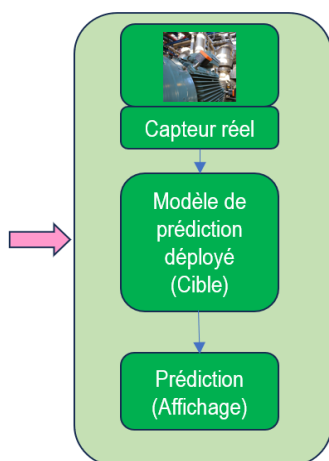 Capteur réel
Modèle de
prédiction
déployé
(Cible)
Prédiction
(Affichage)